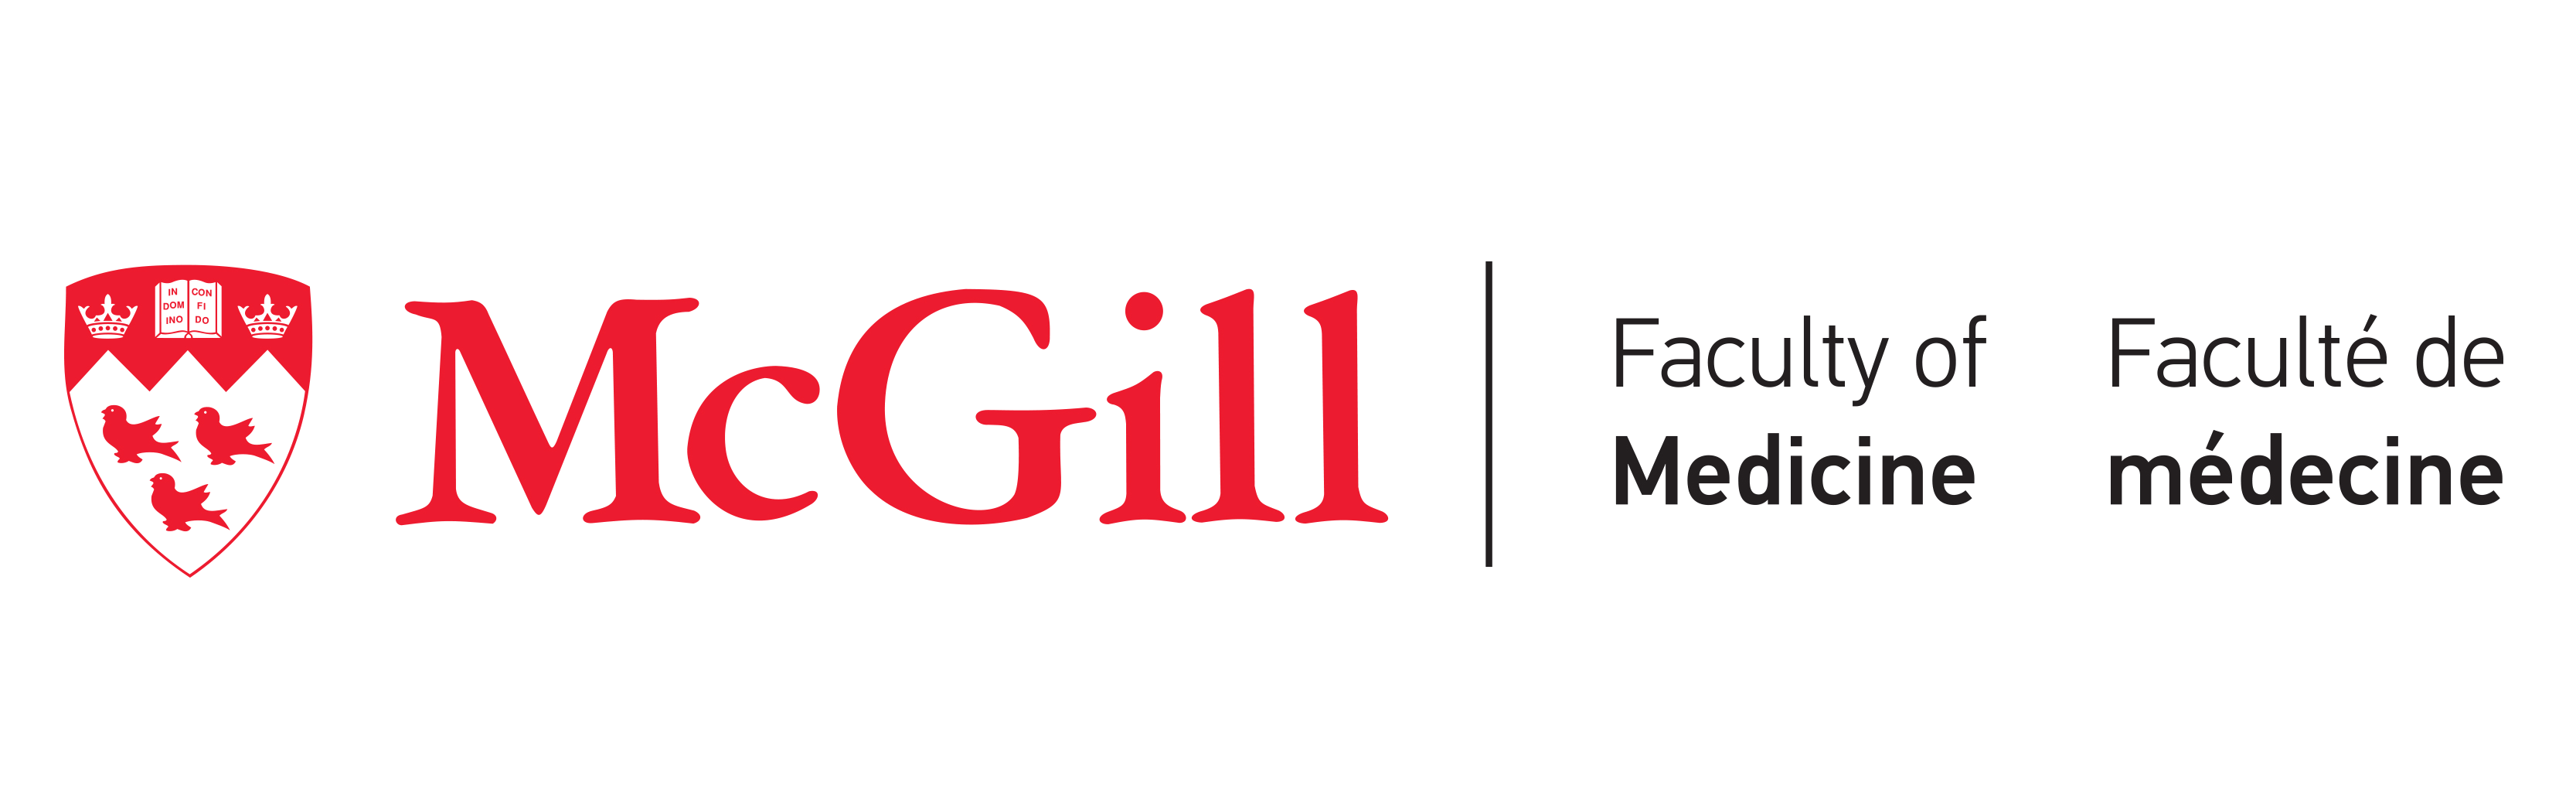 IN
DOM
INO
CON
FI
DO
McGill
Faculty of
Medicine
Faculté de
médecine